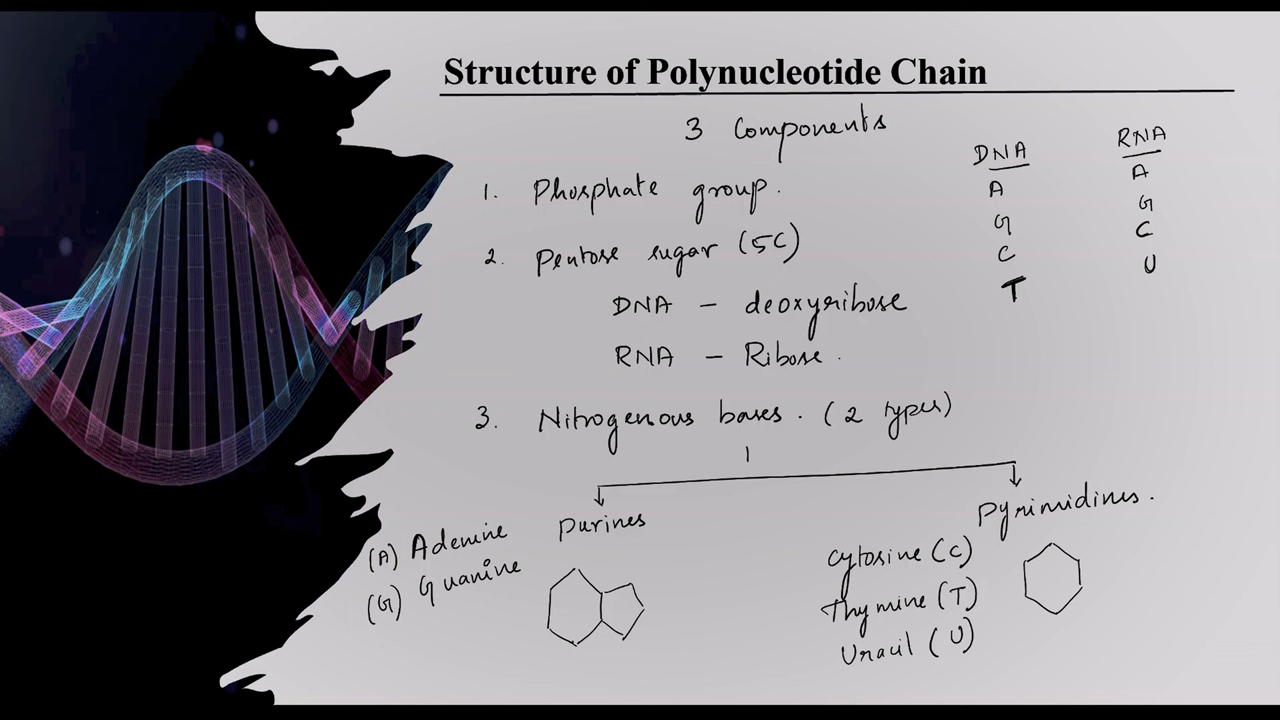 Structure of Polynucleotide Chain
3 Components
1. Phosphate group.
2. Pentose sugar (5C)
DNA – deoxyribose
RNA – Ribose.
3. Nitrogenous bases. (2 types)
DNA
A
G
C
T
RNA
A
G
C
U
Purines
(A) Adenine
(G) Guanine
Pyrimidines.
Cytosine (C)
Thymine (T)
Uracil (U)